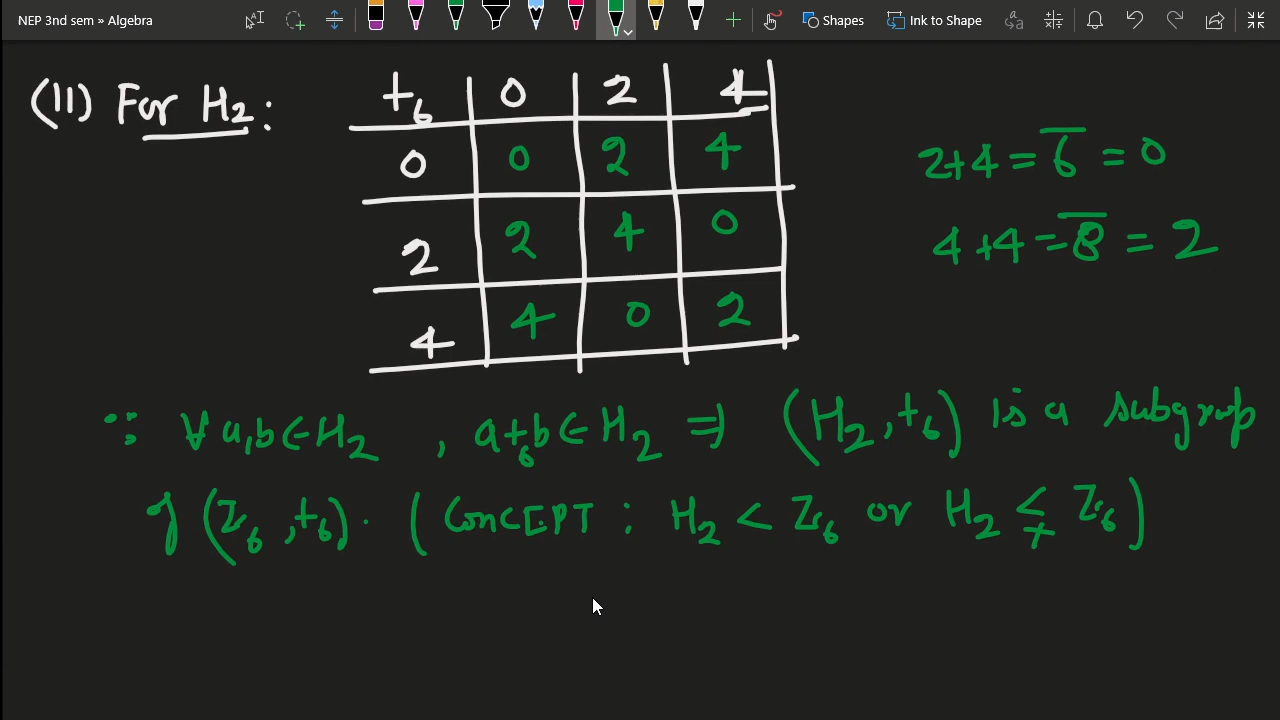 NEP 3rd sem » Algebra
Shapes
Ink to Shape
(II) For H₂ :
+₆ 0 2 4
0 0 2 4
2 2 4 0
4 4 0 2
2+4 = 6̅ = 0
4+4 = 8̅ = 2
∵ ∀ a,b ∈ H₂ , a+₆b ∈ H₂ ⇒ (H₂,+₆) is a subgroup
of (Z₆,+₆). (CONCEPT : H₂ < Z₆ or H₂ ≤ Z₆)